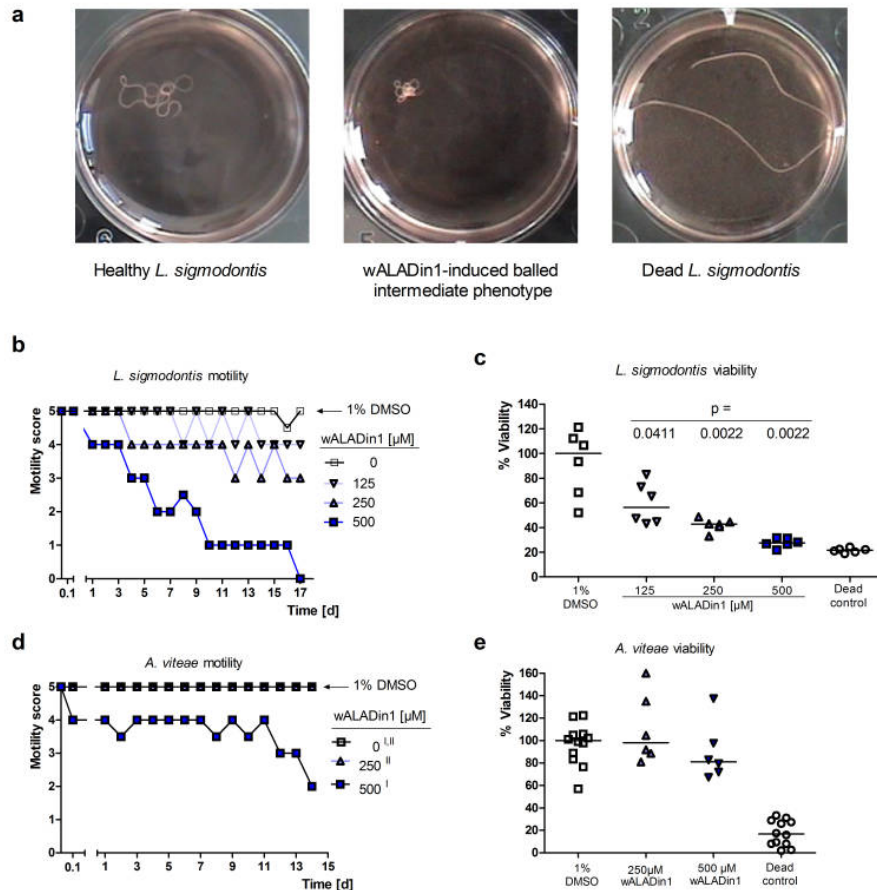 a
Healthy L. sigmodontis
wALADin1-induced balled
intermediate phenotype
Dead L. sigmodontis
b
L. sigmodontis motility
Motility score
5
4
3
2
1
0
0.1 1 3 5 7 9 11 13 15 17
Time [d]
1% DMSO
wALADin1 [µM]
0
125
250
500
c
L. sigmodontis viability
% Viability
140
120
100
80
60
40
20
0
p =
0.0411 0.0022 0.0022
1%
DMSO
125 250 500
wALADin1 [µM]
Dead
control
d
A. viteae motility
Motility score
5
4
3
2
1
0
0.1 1 3 5 7 9 11 13 15
Time [d]
1% DMSO
wALADin1 [µM]
0 I,II
250 II
500 I
e
A. viteae viability
% Viability
160
140
120
100
80
60
40
20
0
1%
DMSO
250µM
wALADin1
500 µM
wALADin1
Dead
control